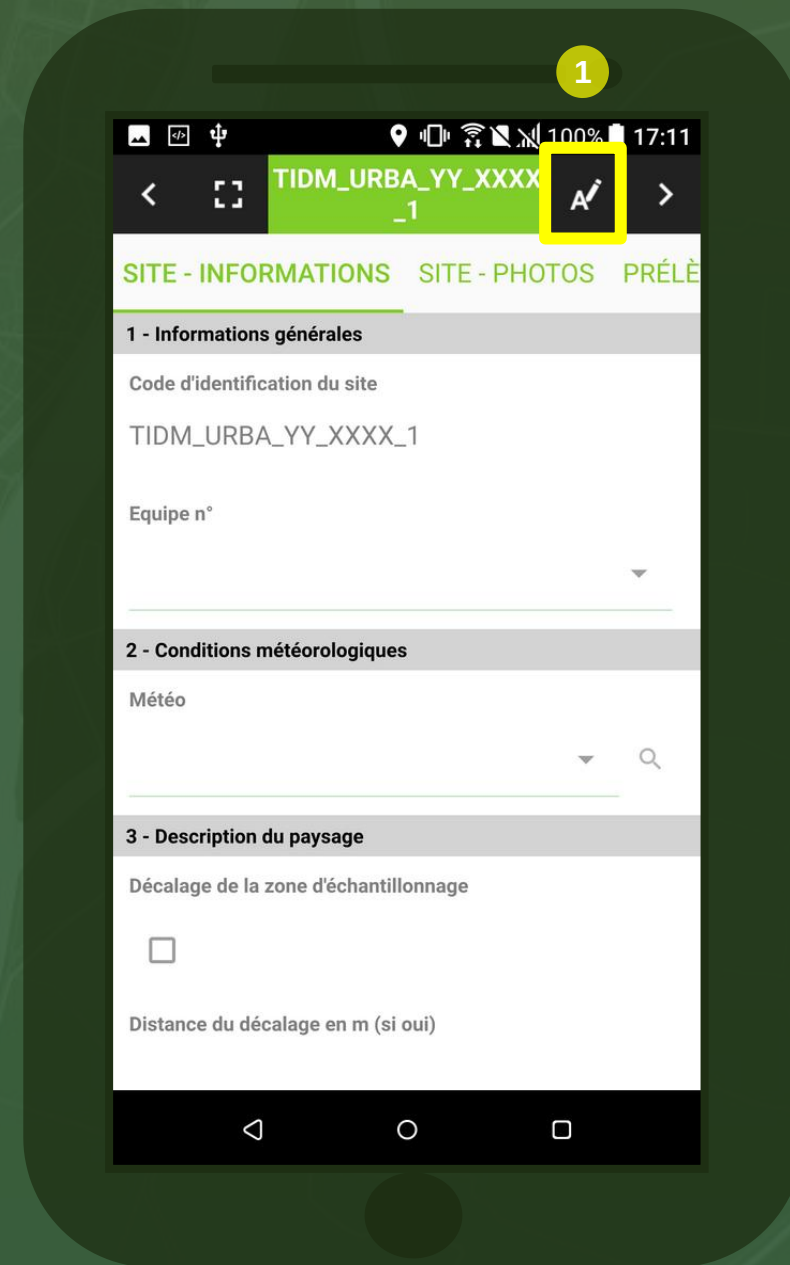 1
100% 17:11
TIDM_URBA_YY_XXXX
_1
SITE - INFORMATIONS SITE - PHOTOS PRÉLÈ
1 - Informations générales
Code d'identification du site
TIDM_URBA_YY_XXXX_1
Equipe n°
2 - Conditions météorologiques
Météo
3 - Description du paysage
Décalage de la zone d'échantillonnage
Distance du décalage en m (si oui)